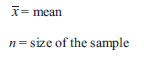 x̅ = mean
n = size of the sample